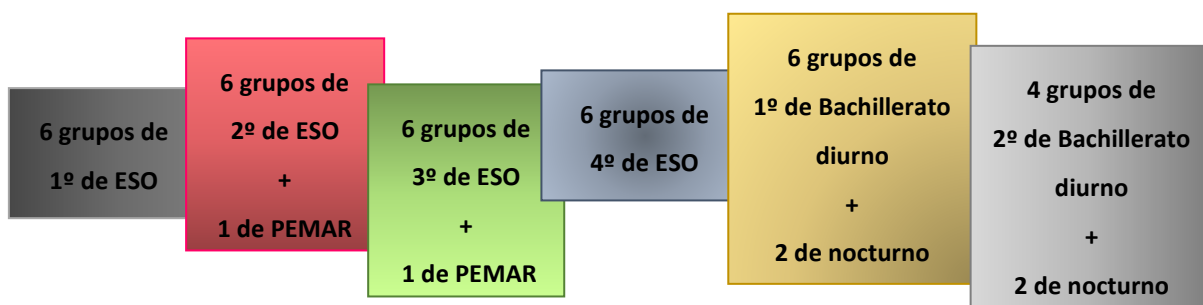 6 grupos de
1º de ESO
6 grupos de
2º de ESO
+
1 de PEMAR
6 grupos de
3º de ESO
+
1 de PEMAR
6 grupos de
4º de ESO
6 grupos de
1º de Bachillerato
diurno
+
2 de nocturno
4 grupos de
2º de Bachillerato
diurno
+
2 de nocturno